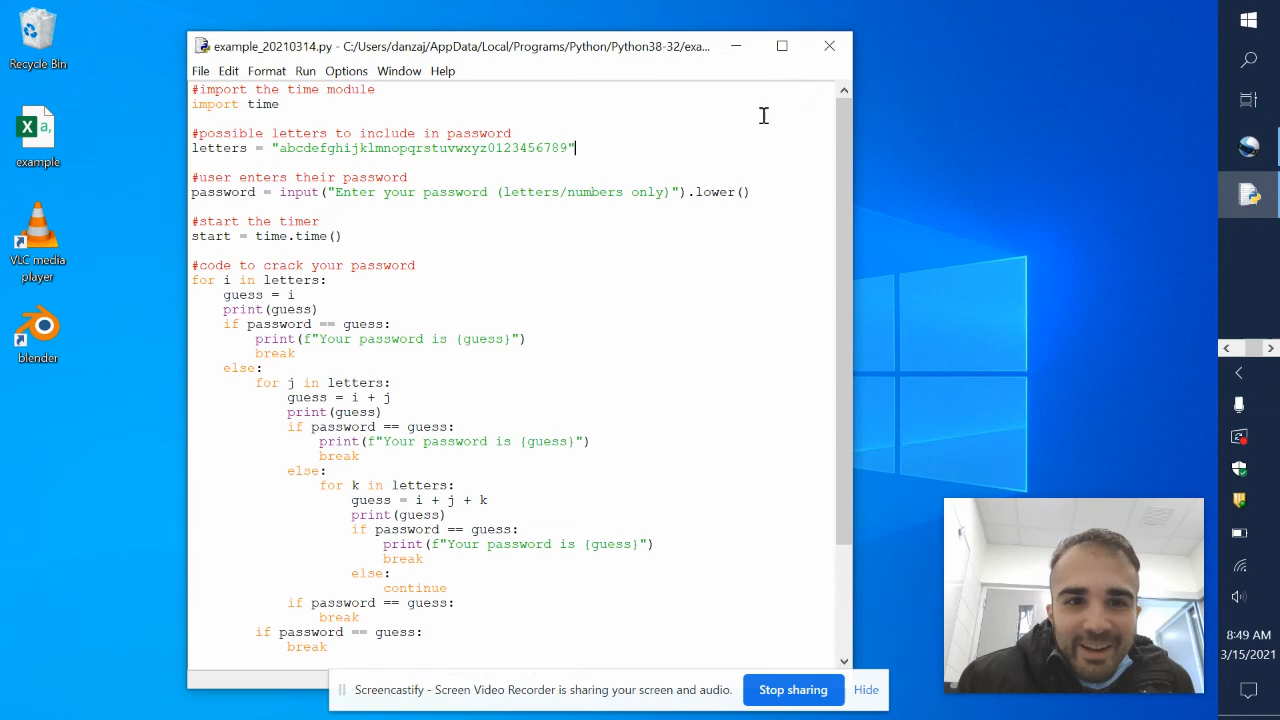 Recycle Bin
example
VLC media
player
blender
example_20210314.py - C:/Users/danzaj/AppData/Local/Programs/Python/Python38-32/exa...
File Edit Format Run Options Window Help
#import the time module
import time
#possible letters to include in password
letters = "abcdefghijklmnopqrstuvwxyz0123456789"
#user enters their password
password = input("Enter your password (letters/numbers only)").lower()
#start the timer
start = time.time()
#code to crack your password
for i in letters:
    guess = i
    print(guess)
    if password == guess:
        print(f"Your password is {guess}")
        break
    else:
        for j in letters:
            guess = i + j
            print(guess)
            if password == guess:
                print(f"Your password is {guess}")
                break
            else:
                for k in letters:
                    guess = i + j + k
                    print(guess)
                    if password == guess:
                        print(f"Your password is {guess}")
                        break
                    else:
                        continue
            if password == guess:
                break
        if password == guess:
            break
Screencastify - Screen Video Recorder is sharing your screen and audio.
Stop sharing
Hide
8:49 AM
3/15/2021